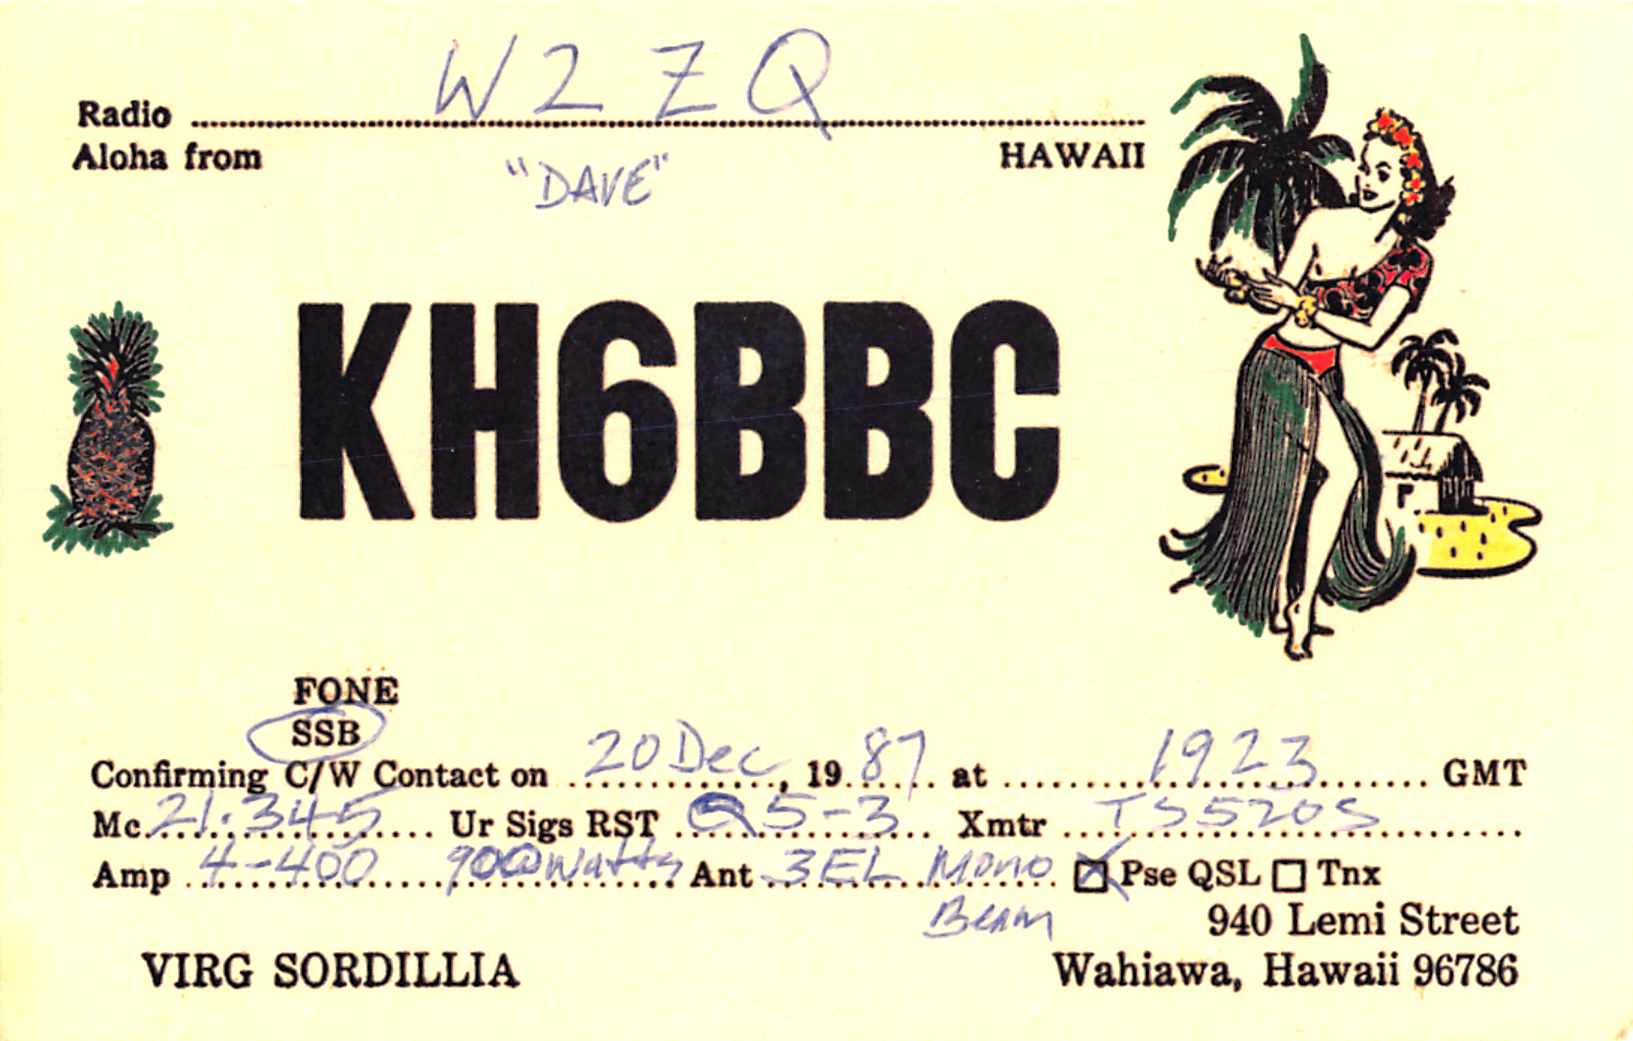 Radio W2ZQ
Aloha from "DAVE" HAWAII
KH6BBC
FONE
SSB
Confirming C/W Contact on 20 Dec, 1987 at 1923 GMT
Mc 21.345 Ur Sigs RST Q5-3 Xmtr TS520S
Amp 4-400 900 watts Ant 3EL Mono Pse QSL Tnx
Beam 940 Lemi Street
VIRG SORDILLIA Wahiawa, Hawaii 96786